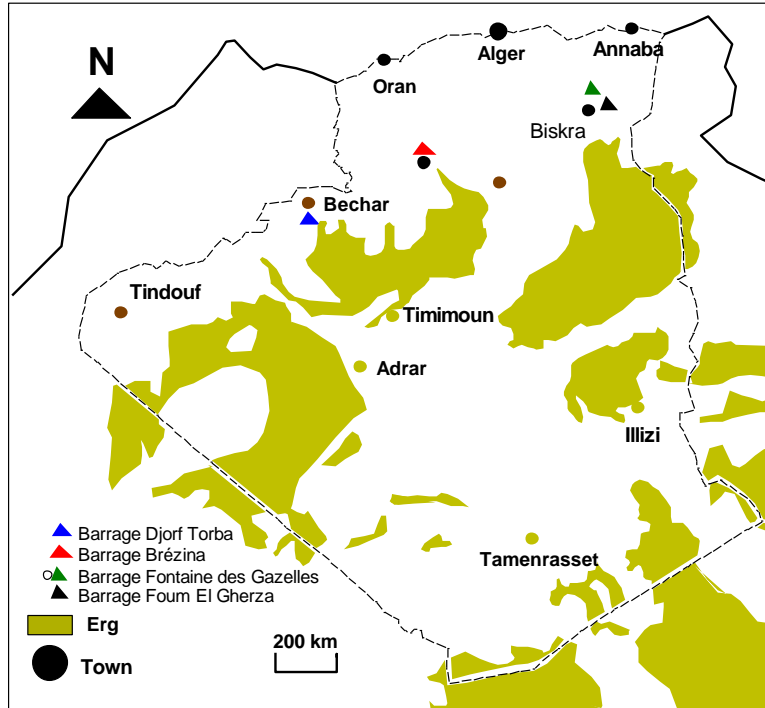 N
Alger
Annaba
Oran
Biskra
Bechar
Tindouf
Timimoun
Adrar
Illizi
Tamenrasset
Barrage Djorf Torba
Barrage Brézina
Barrage Fontaine des Gazelles
Barrage Foum El Gherza
Erg
200 km
Town